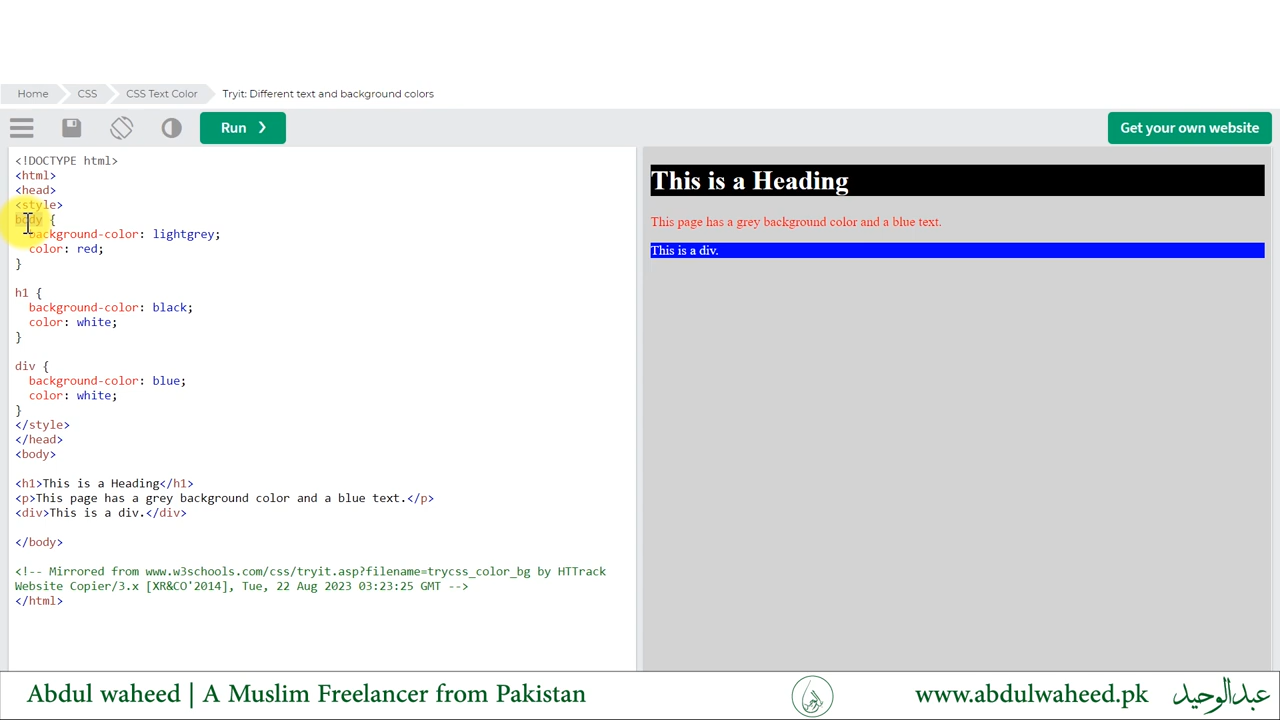 Home CSS CSS Text Color Tryit: Different text and background colors
Run ❯ Get your own website
<!DOCTYPE html>
<html>
<head>
<style>
body {
  background-color: lightgrey;
  color: red;
}
h1 {
  background-color: black;
  color: white;
}
div {
  background-color: blue;
  color: white;
}
</style>
</head>
<body>
<h1>This is a Heading</h1>
<p>This page has a grey background color and a blue text.</p>
<div>This is a div.</div>
</body>
<!-- Mirrored from www.w3schools.com/css/tryit.asp?filename=trycss_color_bg by HTTrack
Website Copier/3.x [XR&CO'2014], Tue, 22 Aug 2023 03:23:25 GMT -->
</html>
This is a Heading
This page has a grey background color and a blue text.
This is a div.
Abdul waheed | A Muslim Freelancer from Pakistan
www.abdulwaheed.pk عبدالوحید